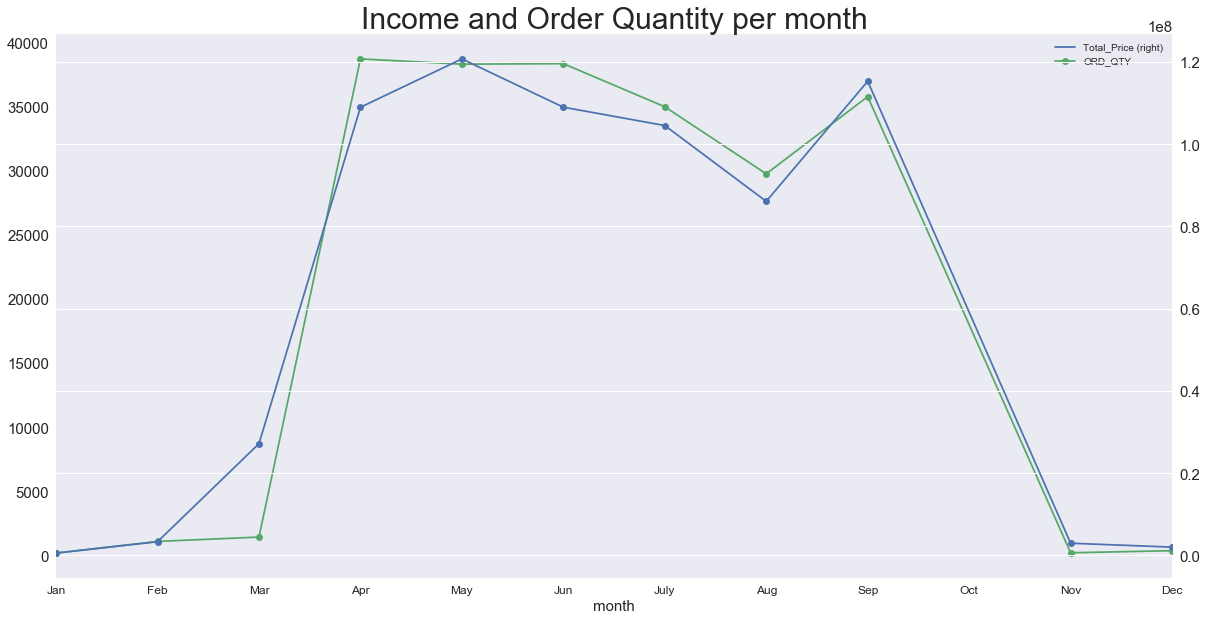 Income and Order Quantity per month
1e8
Total_Price (right)
ORD_QTY
40000
35000
30000
25000
20000
15000
10000
5000
0
1.2
1.0
0.8
0.6
0.4
0.2
0.0
Jan Feb Mar Apr May Jun July Aug Sep Oct Nov Dec
month